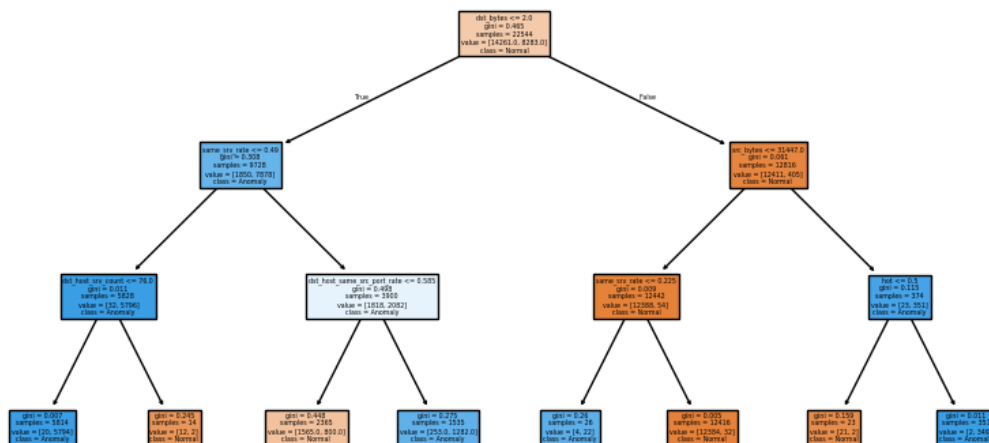 dst_bytes <= 2.0
gini = 0.465
samples = 22544
value = [14261.0, 8283.0]
class = Normal
True
False
same_srv_rate <= 0.49
gini = 0.308
samples = 9728
value = [1850, 7878]
class = Anomaly
src_bytes <= 31447.0
gini = 0.061
samples = 12816
value = [12411, 405]
class = Normal
dst_host_srv_count <= 76.0
gini = 0.011
samples = 5828
value = [32, 5796]
class = Anomaly
dst_host_same_src_port_rate <= 0.585
gini = 0.498
samples = 3900
value = [1818, 2082]
class = Anomaly
same_srv_rate <= 0.225
gini = 0.009
samples = 12442
value = [12388, 54]
class = Normal
hot <= 0.5
gini = 0.115
samples = 374
value = [23, 351]
class = Anomaly
gini = 0.007
samples = 5814
value = [20, 5794]
class = Anomaly
gini = 0.245
samples = 14
value = [12, 2]
class = Normal
gini = 0.448
samples = 2365
value = [1565.0, 800.0]
class = Normal
gini = 0.275
samples = 1535
value = [253.0, 1282.0]
class = Anomaly
gini = 0.26
samples = 26
value = [4, 22]
class = Anomaly
gini = 0.005
samples = 12416
value = [12384, 32]
class = Normal
gini = 0.159
samples = 23
value = [21, 2]
class = Normal
gini = 0.011
samples = 351
value = [2, 349
class = Anomaly